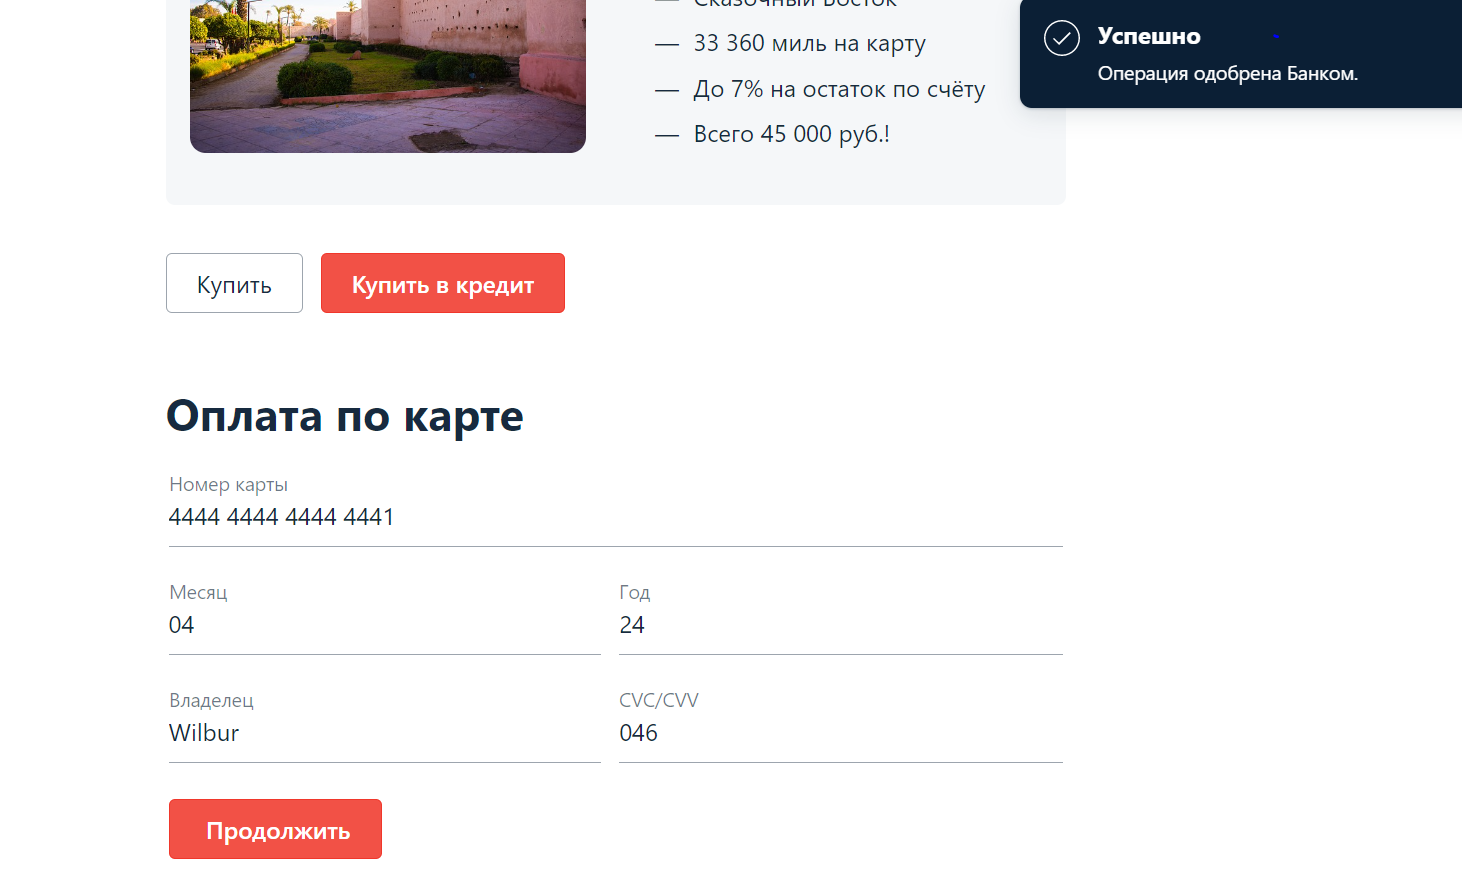 — Сказочный Восток
— 33 360 миль на карту
— До 7% на остаток по счёту
— Всего 45 000 руб.!
Успешно
Операция одобрена Банком.
Купить
Купить в кредит
Оплата по карте
Номер карты
4444 4444 4444 4441
Месяц
04
Год
24
Владелец
Wilbur
CVC/CVV
046
Продолжить